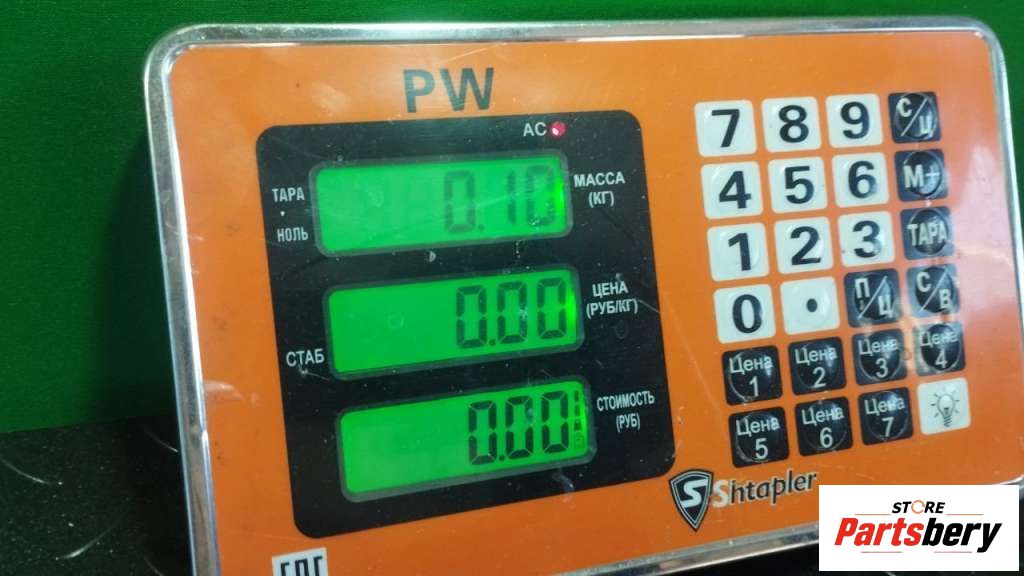 PW
AC
ТАРА
НОЛЬ
0.10
МАССА
(КГ)
0.00
ЦЕНА
(РУБ/КГ)
СТАБ
0.00
СТОИМОСТЬ
(РУБ)
7 8 9 С/Ц
4 5 6 М+
1 2 3 ТАРА
0 . П/Ц С/В
Цена 1 Цена 2 Цена 3 Цена 4
Цена 5 Цена 6 Цена 7
S Shtapler
STORE
Partsbery